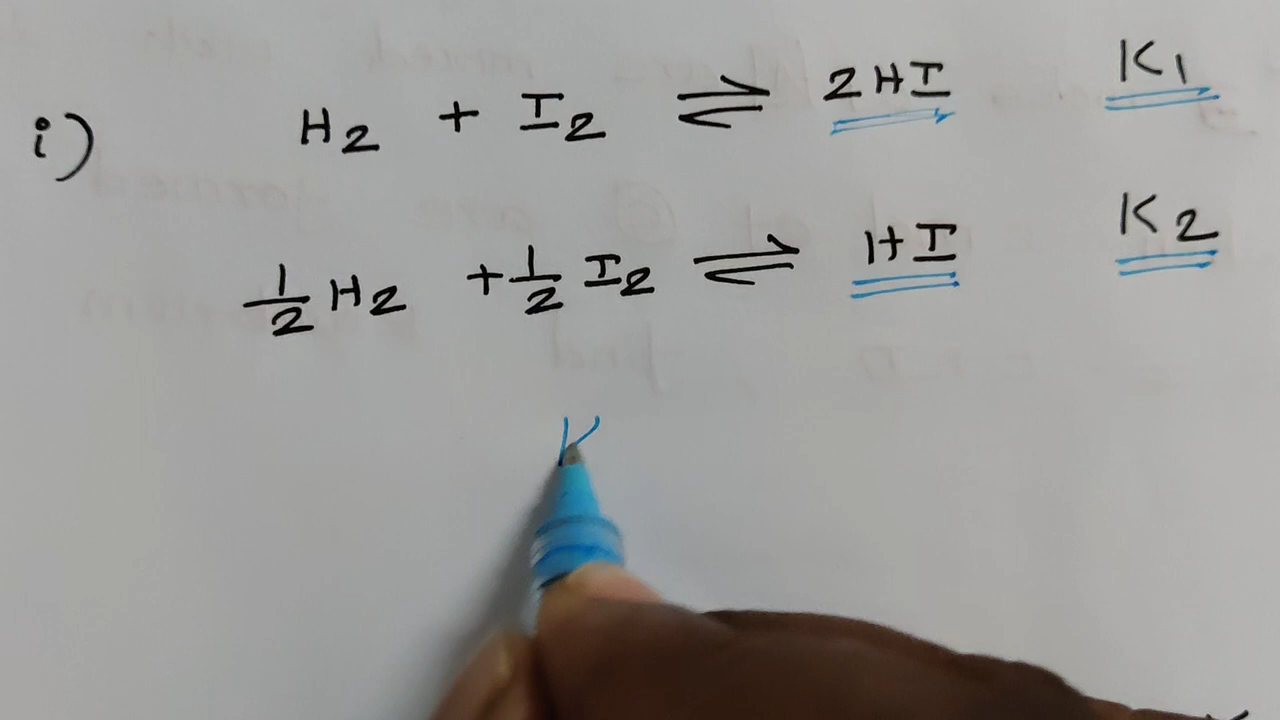 i) H2 + I2 ⇌ 2HI K1
1/2 H2 + 1/2 I2 ⇌ HI K2
K